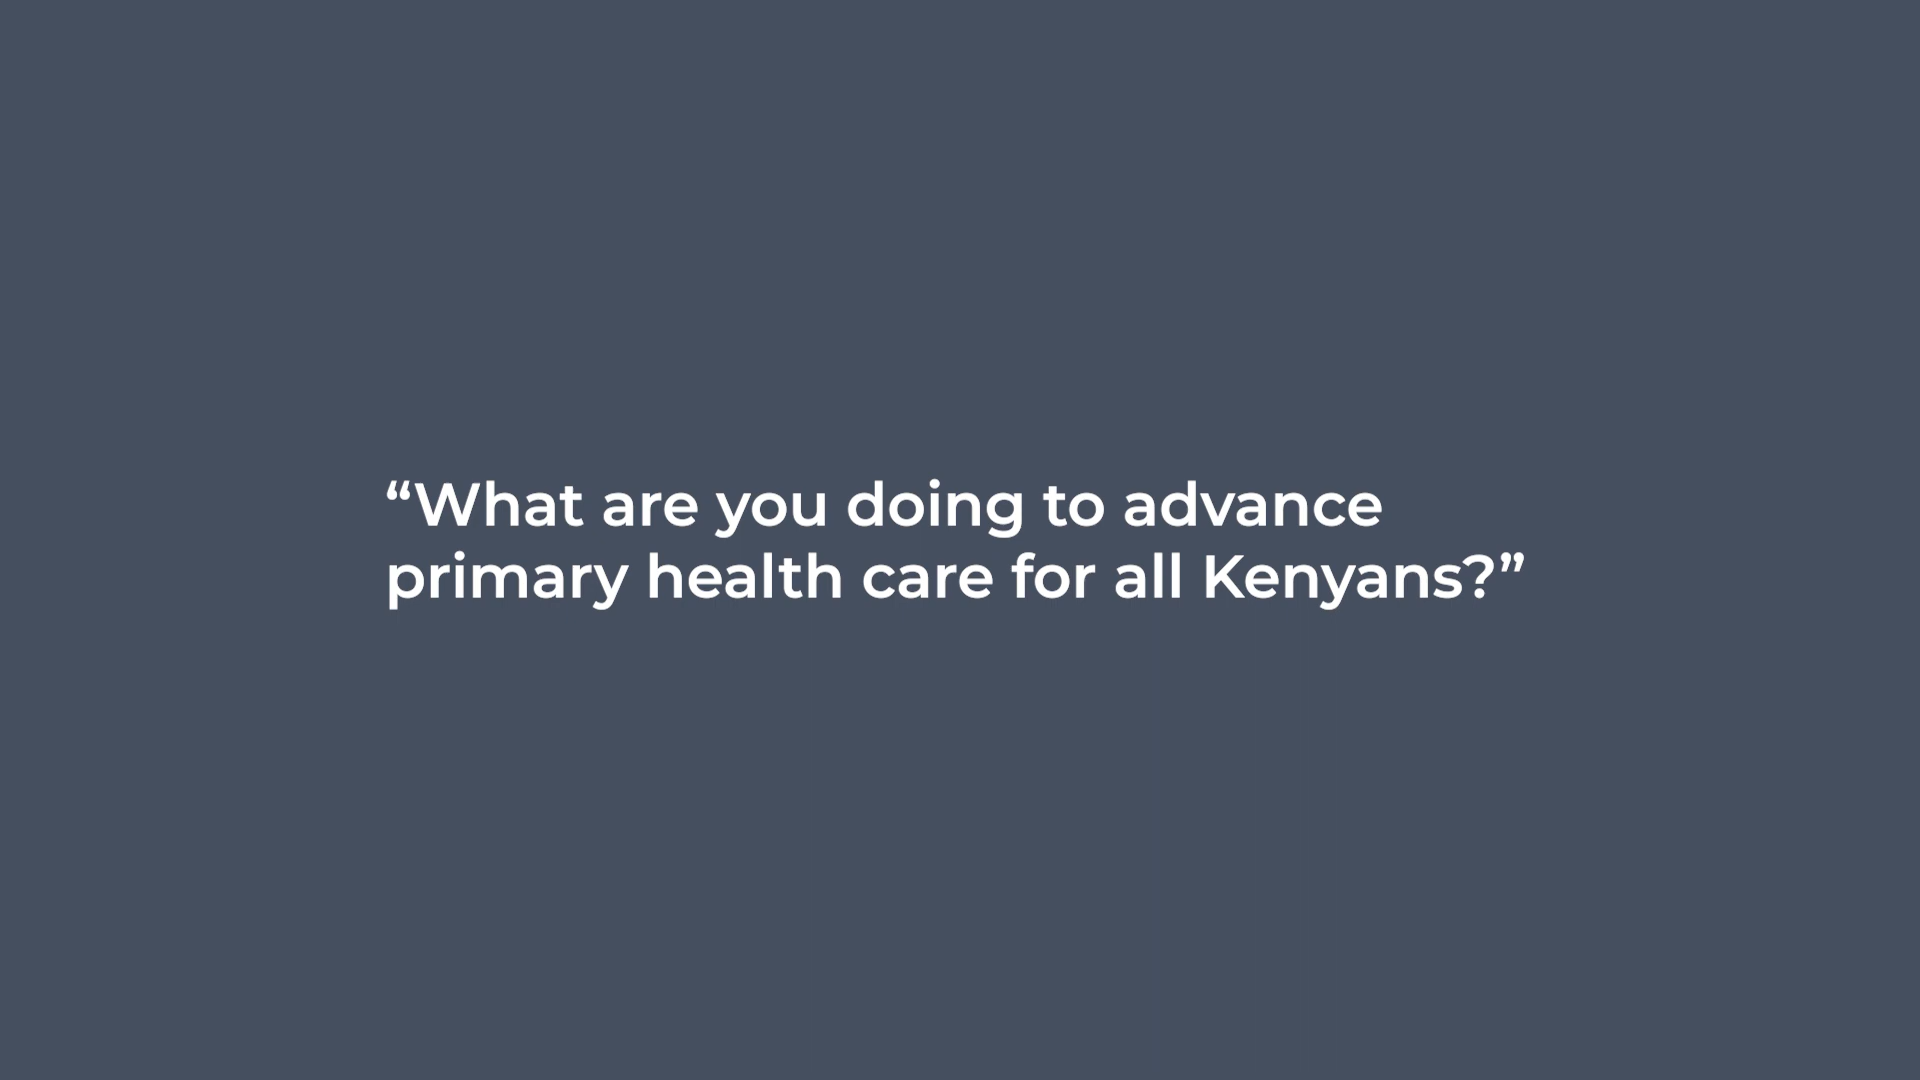 “What are you doing to advance
primary health care for all Kenyans?”